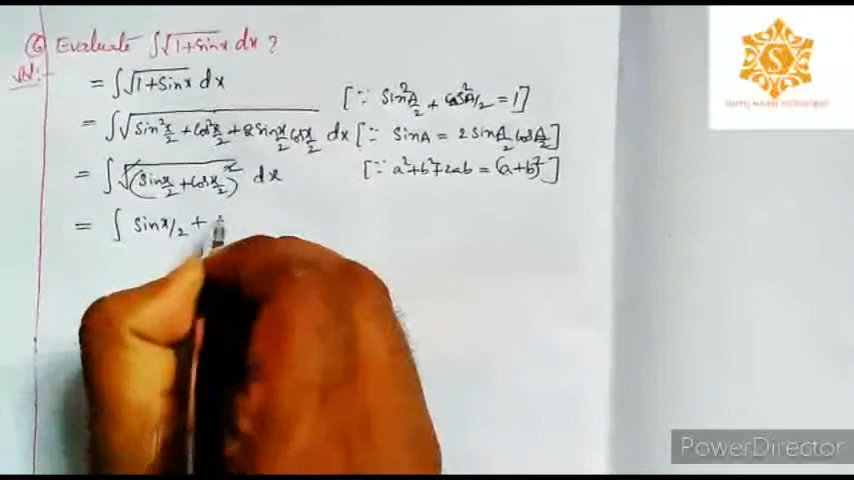 6 Evaluate ∫√1+sinx dx ?
Sol:-
= ∫√1+sinx dx
[∵ sin²A/2 + cos²A/2 = 1]
= ∫√sin²x/2 + cos²x/2 + 2sinx/2 cosx/2 dx [∵ sinA = 2sinA/2 cosA/2]
= ∫√(sinx/2 + cosx/2)² dx [∵ a²+b²+2ab = (a+b)²]
= ∫ sinx/2 +
S
PowerDirector